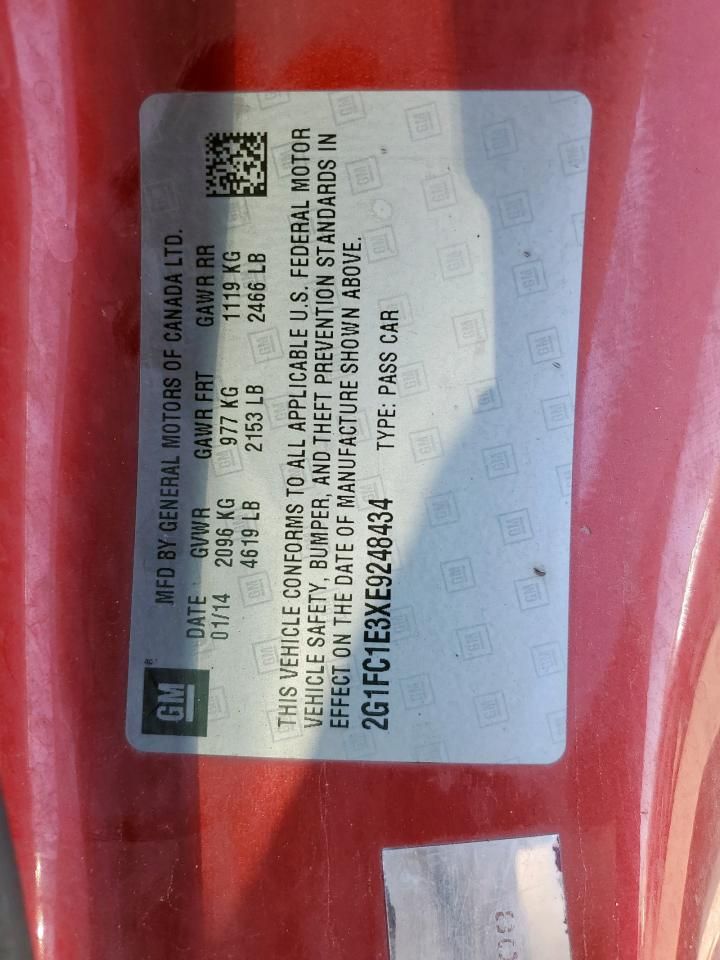 MFD BY GENERAL MOTORS OF CANADA LTD.
DATE GVWR GAWR FRT GAWR RR
01/14 2096 KG 977 KG 1119 KG
4619 LB 2153 LB 2466 LB
GM
THIS VEHICLE CONFORMS TO ALL APPLICABLE U.S. FEDERAL MOTOR
VEHICLE SAFETY, BUMPER, AND THEFT PREVENTION STANDARDS IN
EFFECT ON THE DATE OF MANUFACTURE SHOWN ABOVE.
2G1FC1E3XE9248434 TYPE: PASS CAR